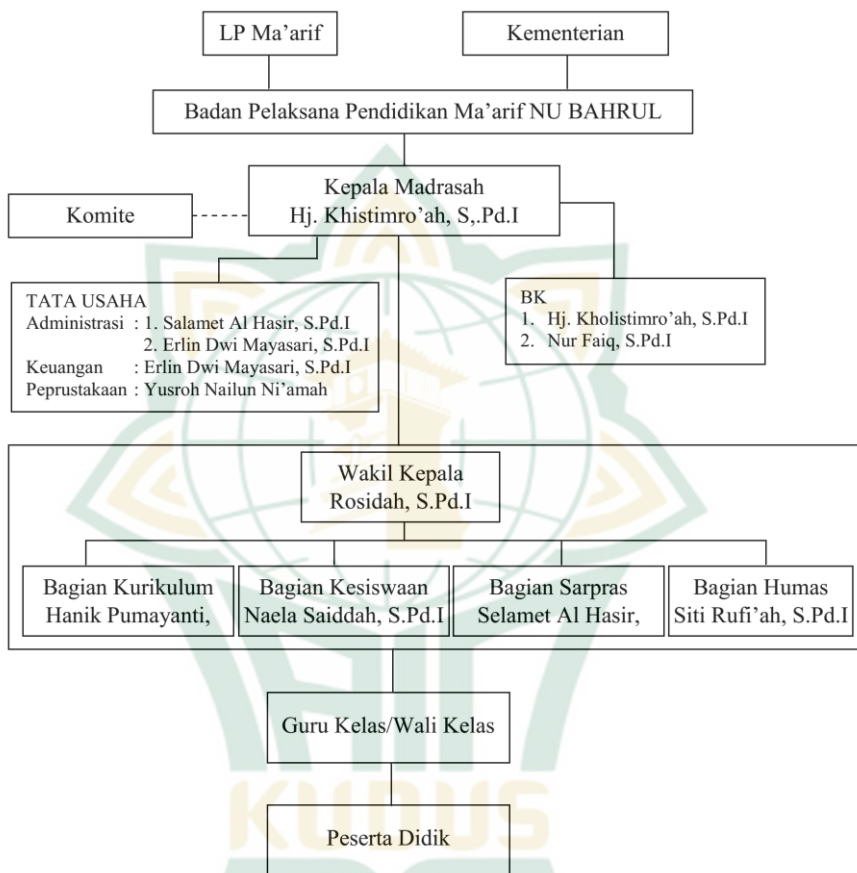 LP Ma’arif
Kementerian
Badan Pelaksana Pendidikan Ma’arif NU BAHRUL
Kepala Madrasah
Hj. Khistimro’ah, S,.Pd.I
Komite
TATA USAHA
Administrasi : 1. Salamet Al Hasir, S.Pd.I
2. Erlin Dwi Mayasari, S.Pd.I
Keuangan : Erlin Dwi Mayasari, S.Pd.I
Peprustakaan : Yusroh Nailun Ni’amah
BK
1. Hj. Kholistimro’ah, S.Pd.I
2. Nur Faiq, S.Pd.I
Wakil Kepala
Rosidah, S.Pd.I
Bagian Kurikulum
Hanik Pumayanti,
Bagian Kesiswaan
Naela Saiddah, S.Pd.I
Bagian Sarpras
Selamet Al Hasir,
Bagian Humas
Siti Rufi’ah, S.Pd.I
Guru Kelas/Wali Kelas
KUDUS
Peserta Didik